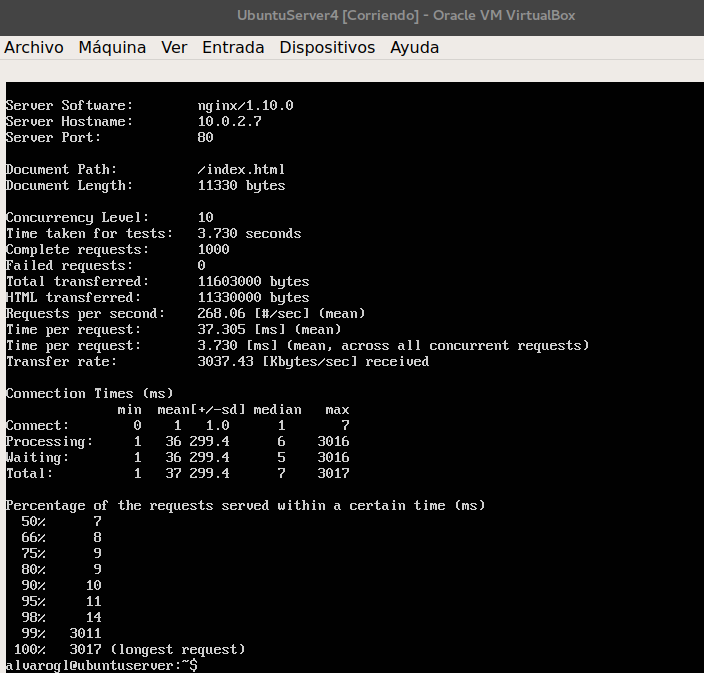 UbuntuServer4 [Corriendo] - Oracle VM VirtualBox
Archivo Máquina Ver Entrada Dispositivos Ayuda
Server Software: nginx/1.10.0
Server Hostname: 10.0.2.7
Server Port: 80
Document Path: /index.html
Document Length: 11330 bytes
Concurrency Level: 10
Time taken for tests: 3.730 seconds
Complete requests: 1000
Failed requests: 0
Total transferred: 11603000 bytes
HTML transferred: 11330000 bytes
Requests per second: 268.06 [#/sec] (mean)
Time per request: 37.305 [ms] (mean)
Time per request: 3.730 [ms] (mean, across all concurrent requests)
Transfer rate: 3037.43 [Kbytes/sec] received
Connection Times (ms)
min mean[+/-sd] median max
Connect: 0 1 1.0 1 7
Processing: 1 36 299.4 6 3016
Waiting: 1 36 299.4 5 3016
Total: 1 37 299.4 7 3017
Percentage of the requests served within a certain time (ms)
50% 7
66% 8
75% 9
80% 9
90% 10
95% 11
98% 14
99% 3011
100% 3017 (longest request)
alvarogl@ubuntuserver:~$